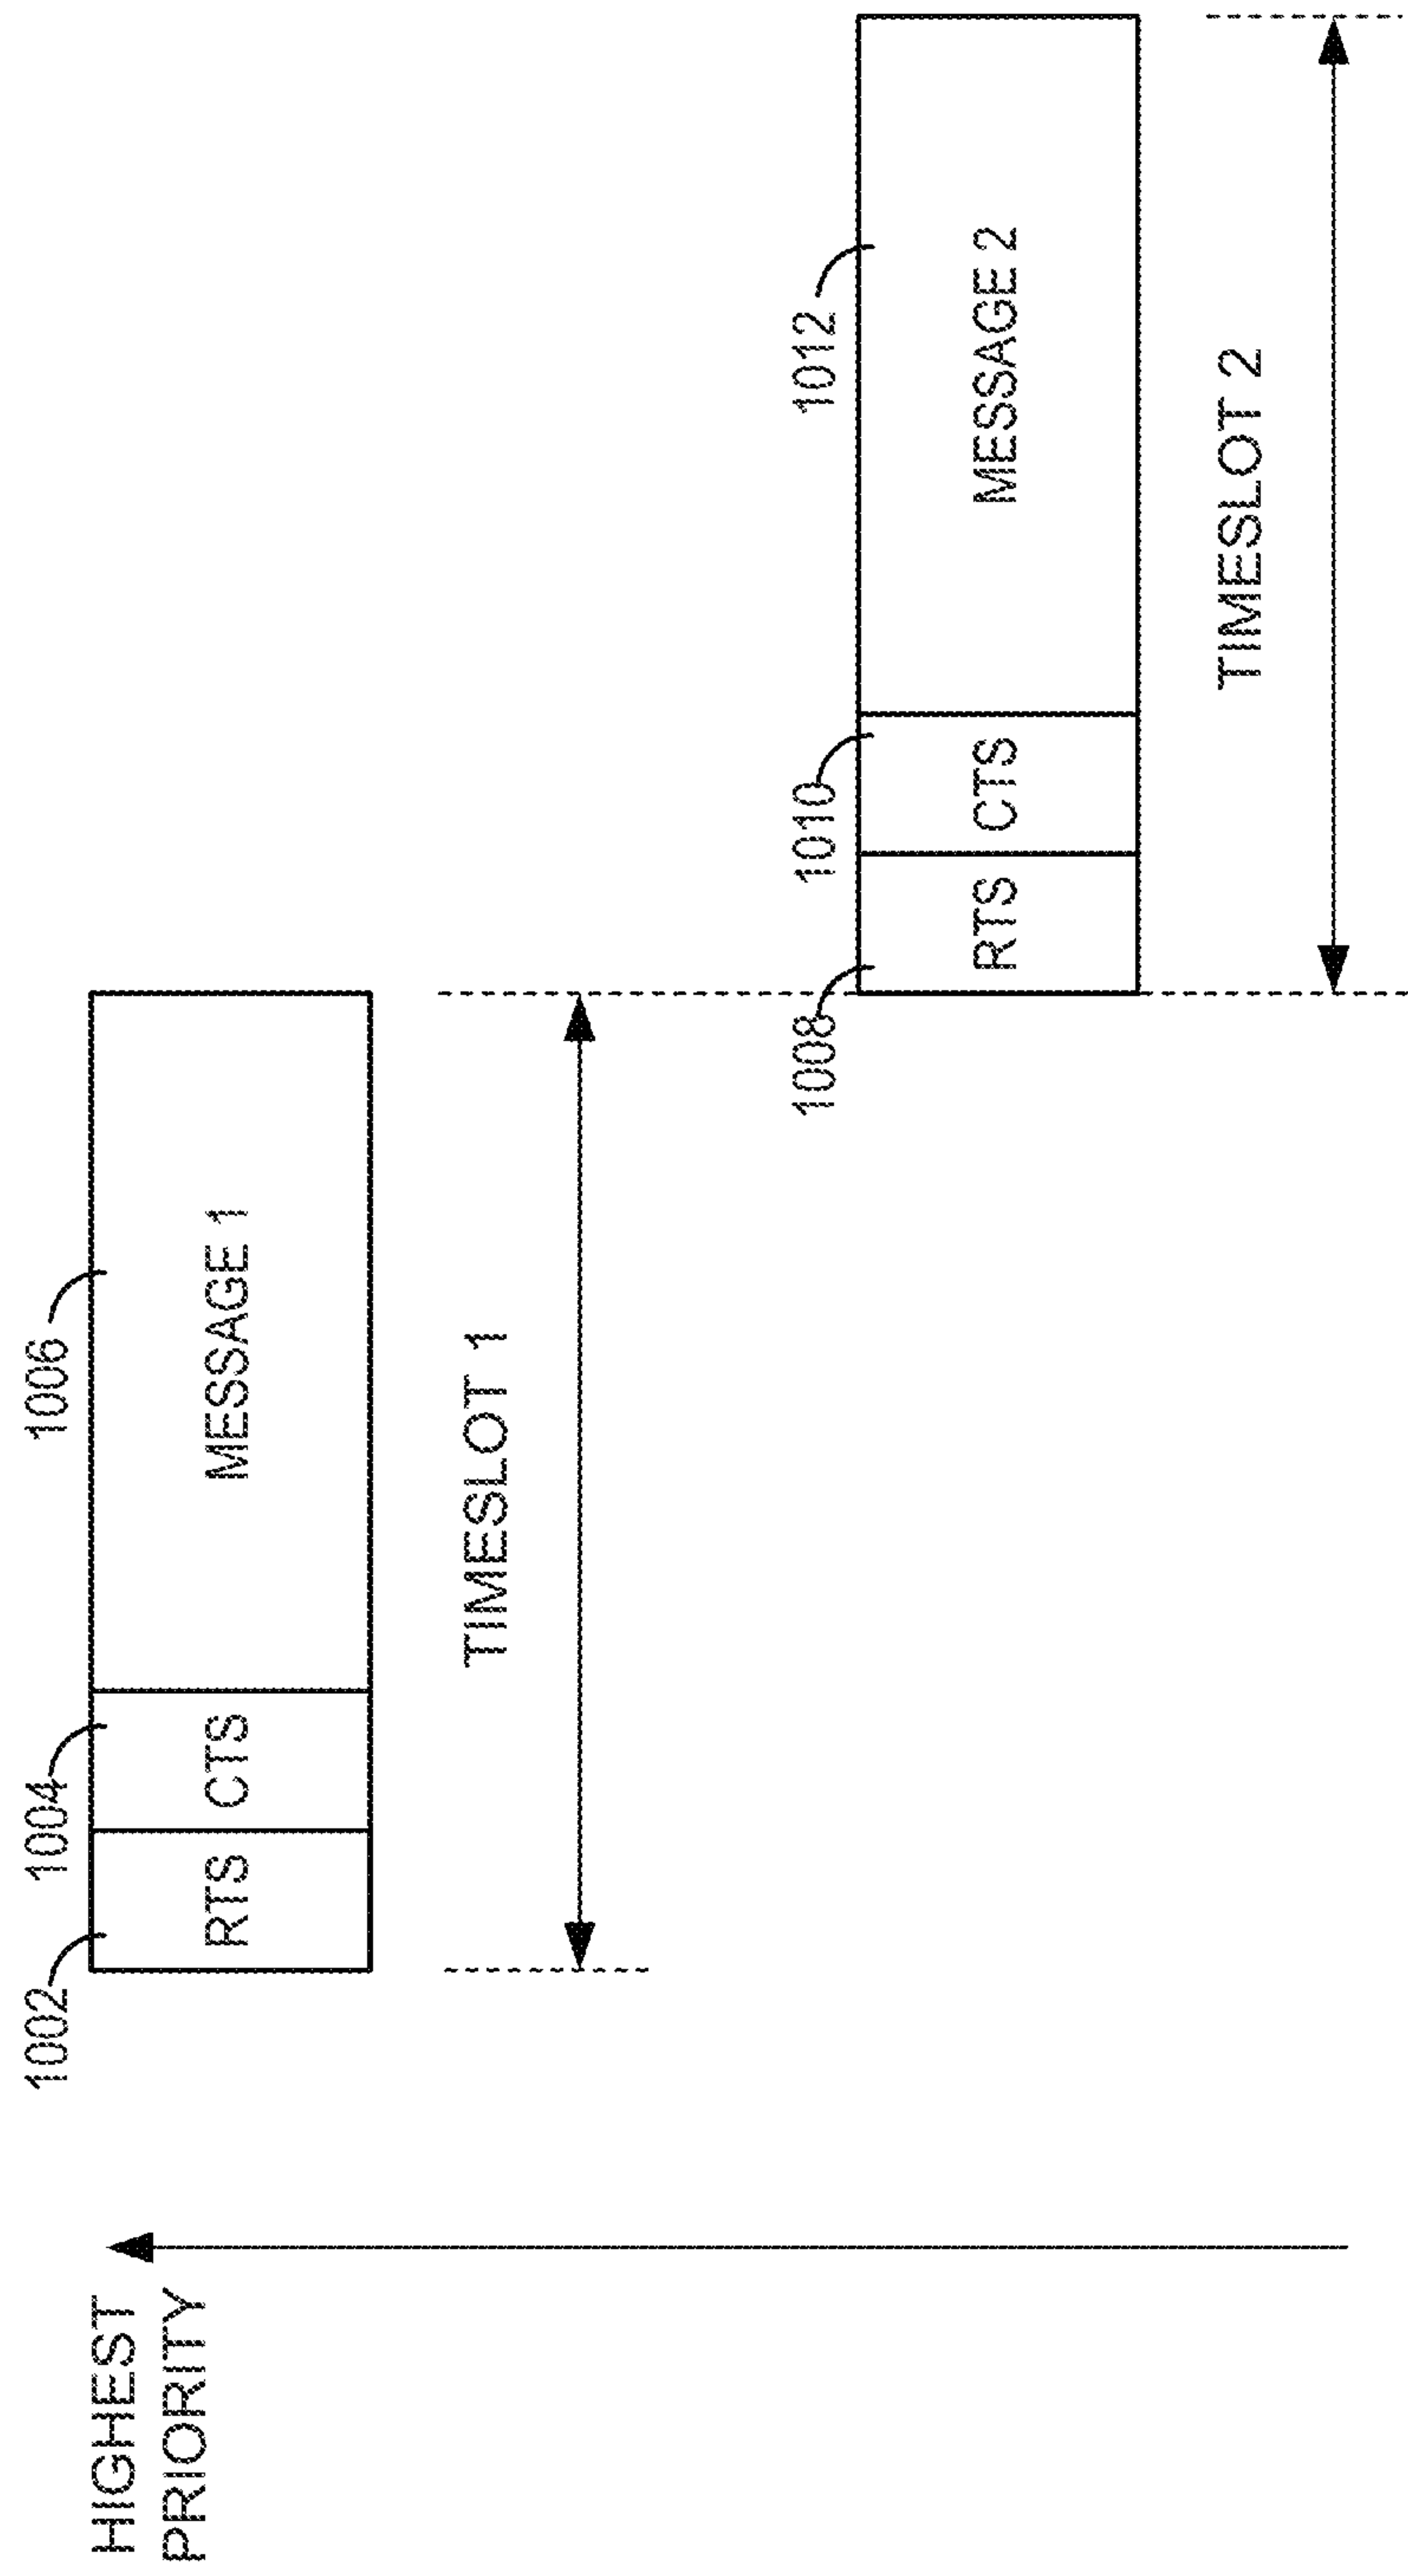 HIGHEST
PRIORITY
1002
1004
1006
RTS
CTS
MESSAGE 1
TIMESLOT 1
1008
1010
1012
RTS
CTS
MESSAGE 2
TIMESLOT 2